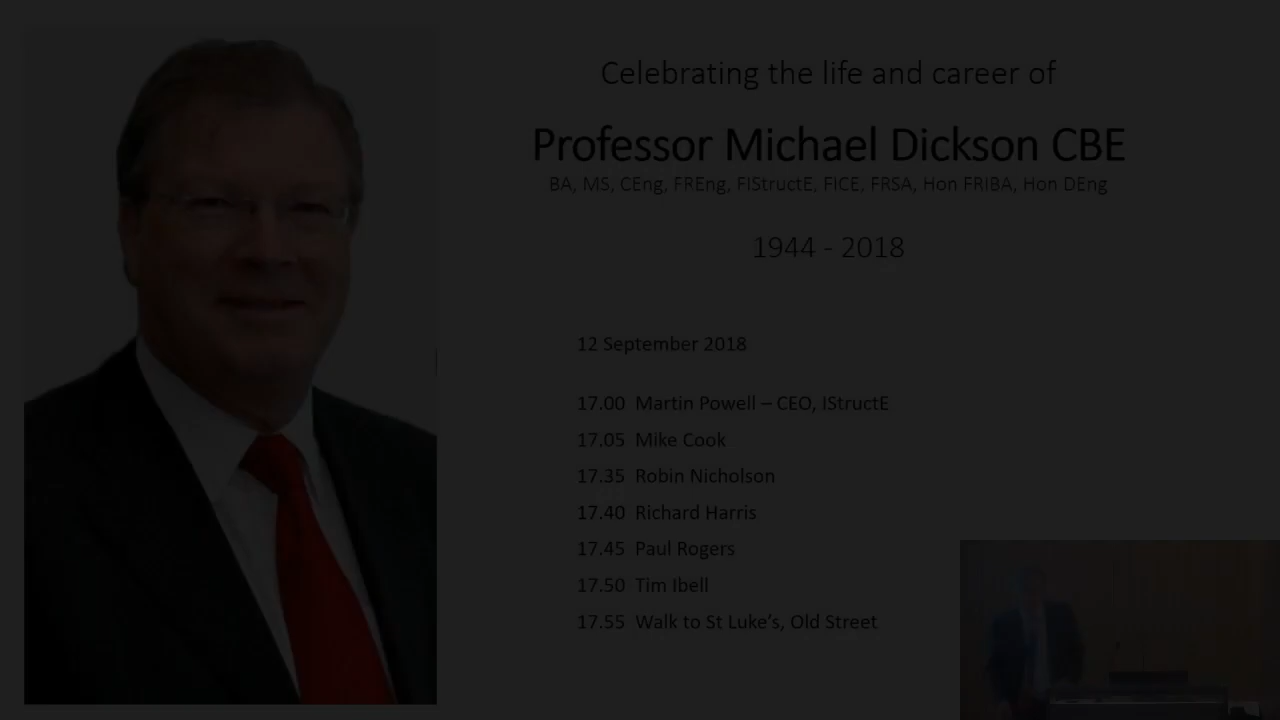 Celebrating the life and career of
Professor Michael Dickson CBE
BA, MS, CEng, FREng, FIStructE, FICE, FRSA, Hon FRIBA, Hon DEng
1944 - 2018
12 September 2018
17.00 Martin Powell – CEO, IStructE
17.05 Mike Cook
17.35 Robin Nicholson
17.40 Richard Harris
17.45 Paul Rogers
17.50 Tim Ibell
17.55 Walk to St Luke's, Old Street